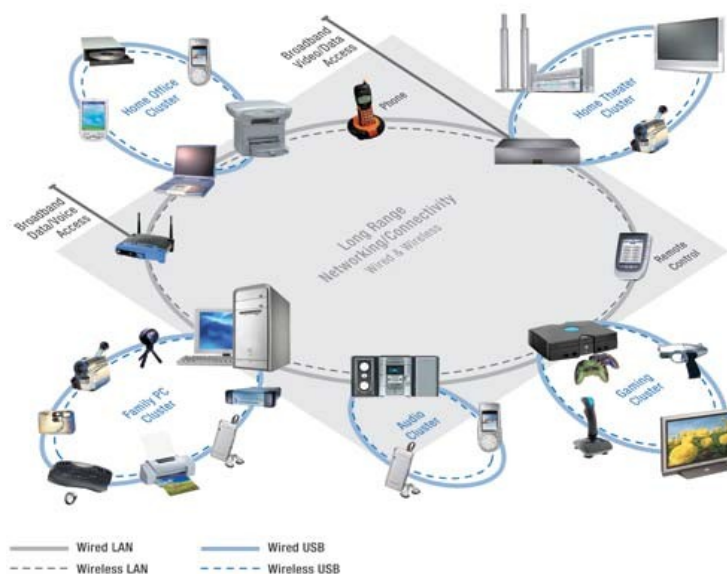 Broadband
Video/Data
Access
Home Office
Cluster
Phone
Home Theater
Cluster
Broadband
Data/Voice
Access
Long Range
Networking/Connectivity
Wired & Wireless
Remote
Control
Family PC
Cluster
Audio
Cluster
Gaming
Cluster
Wired LAN
Wired USB
Wireless LAN
Wireless USB